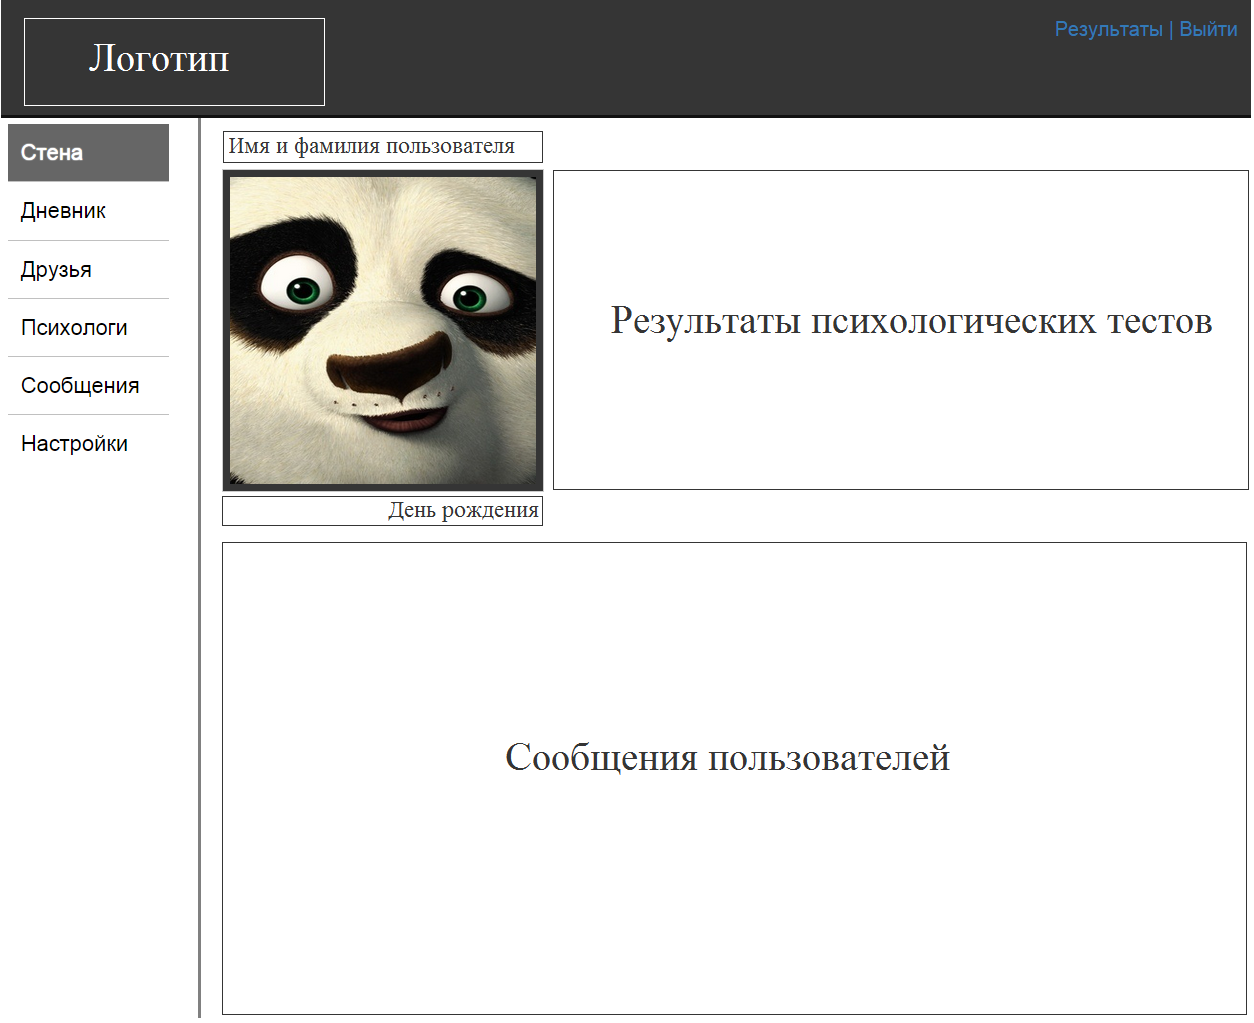 Логотип
Результаты | Выйти
Стена
Дневник
Друзья
Психологи
Сообщения
Настройки
Имя и фамилия пользователя
Результаты психологических тестов
День рождения
Сообщения пользователей